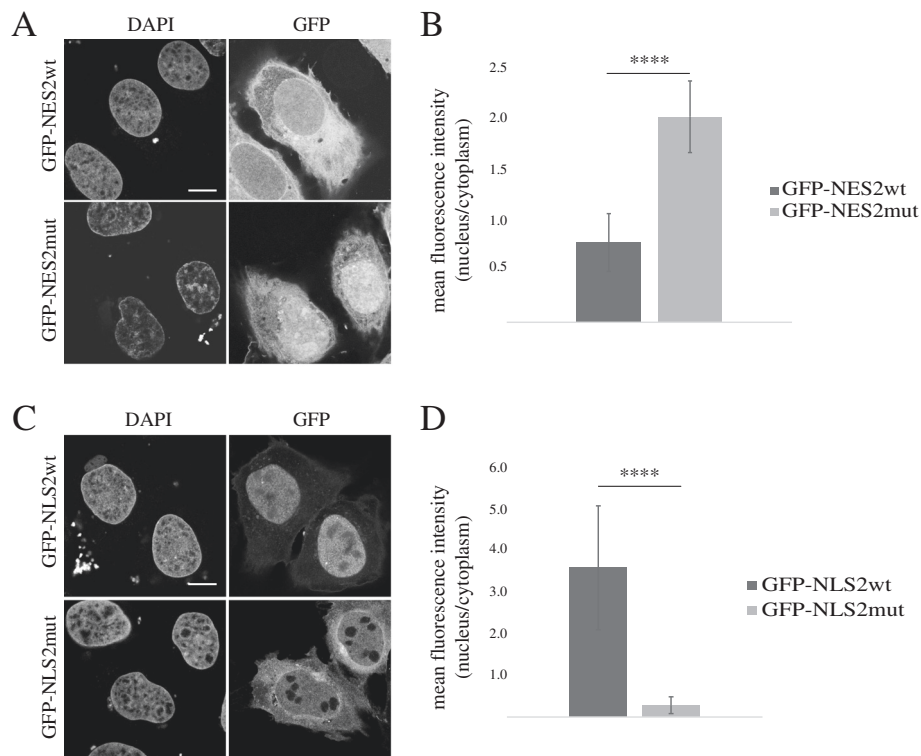 A
DAPI
GFP
GFP-NES2wt
GFP-NES2mut
B
mean fluorescence intensity
(nucleus/cytoplasm)
2.5
2.0
1.5
1.0
0.5
****
GFP-NES2wt
GFP-NES2mut
C
DAPI
GFP
GFP-NLS2wt
GFP-NLS2mut
D
mean fluorescence intensity
(nucleus/cytoplasm)
6.0
5.0
4.0
3.0
2.0
1.0
****
GFP-NLS2wt
GFP-NLS2mut